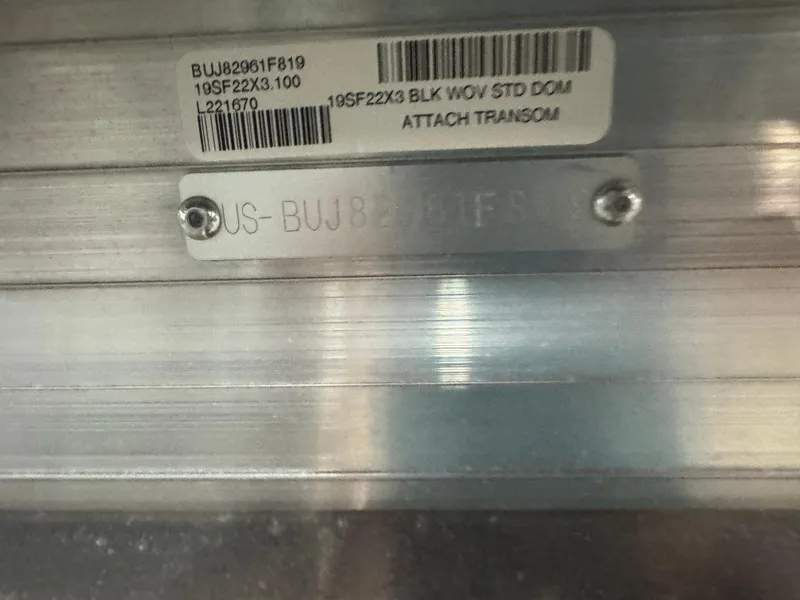 BUJ82961F819
19SF22X3.100
L221670
19SF22X3 BLK WOV STD DOM
ATTACH TRANSOM